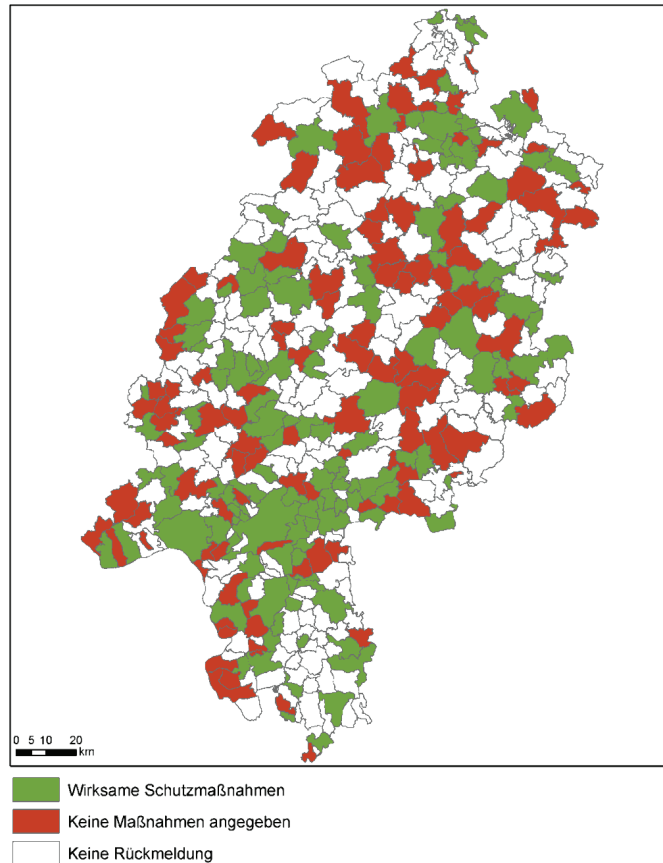 0 5 10 20
km
Wirksame Schutzmaßnahmen
Keine Maßnahmen angegeben
Keine Rückmeldung